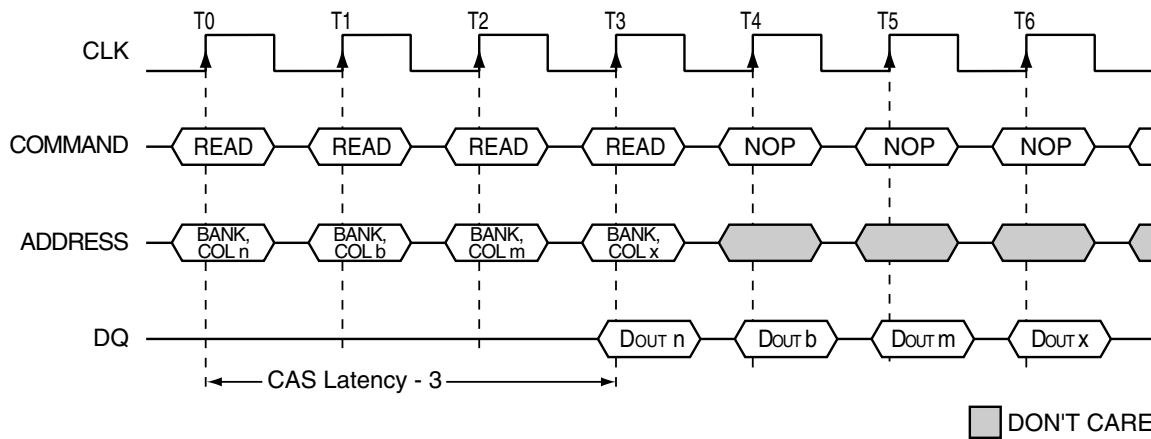 T0 T1 T2 T3 T4 T5 T6
CLK
COMMAND READ READ READ READ NOP NOP NOP
ADDRESS BANK, COL n BANK, COL b BANK, COL m BANK, COL x
DQ DOUT n DOUT b DOUT m DOUT x
CAS Latency - 3
DON'T CARE